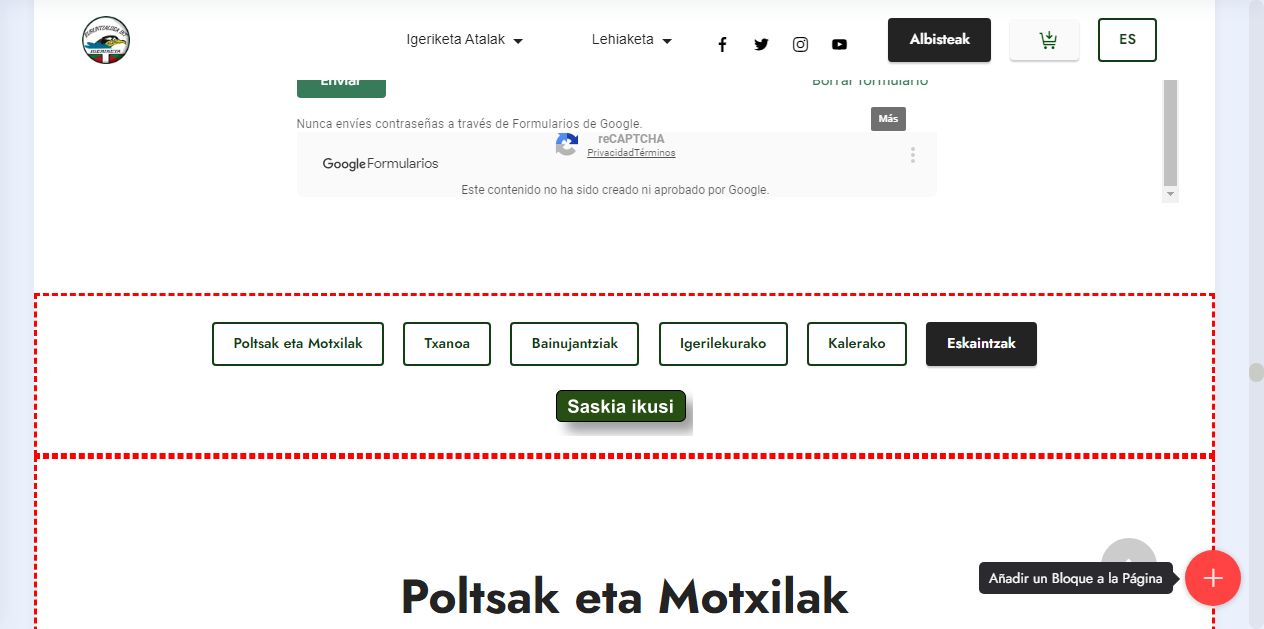 Igeriketa Atalak
Lehiaketa
Albisteak
ES
Enviar
Borrar formulario
Nunca envíes contraseñas a través de Formularios de Google.
Más
reCAPTCHA
PrivacidadTérminos
Google Formularios
Este contenido no ha sido creado ni aprobado por Google.
Poltsak eta Motxilak
Txanoa
Bainujantziak
Igerilekurako
Kalerako
Eskaintzak
Saskia ikusi
Añadir un Bloque a la Página
Poltsak eta Motxilak